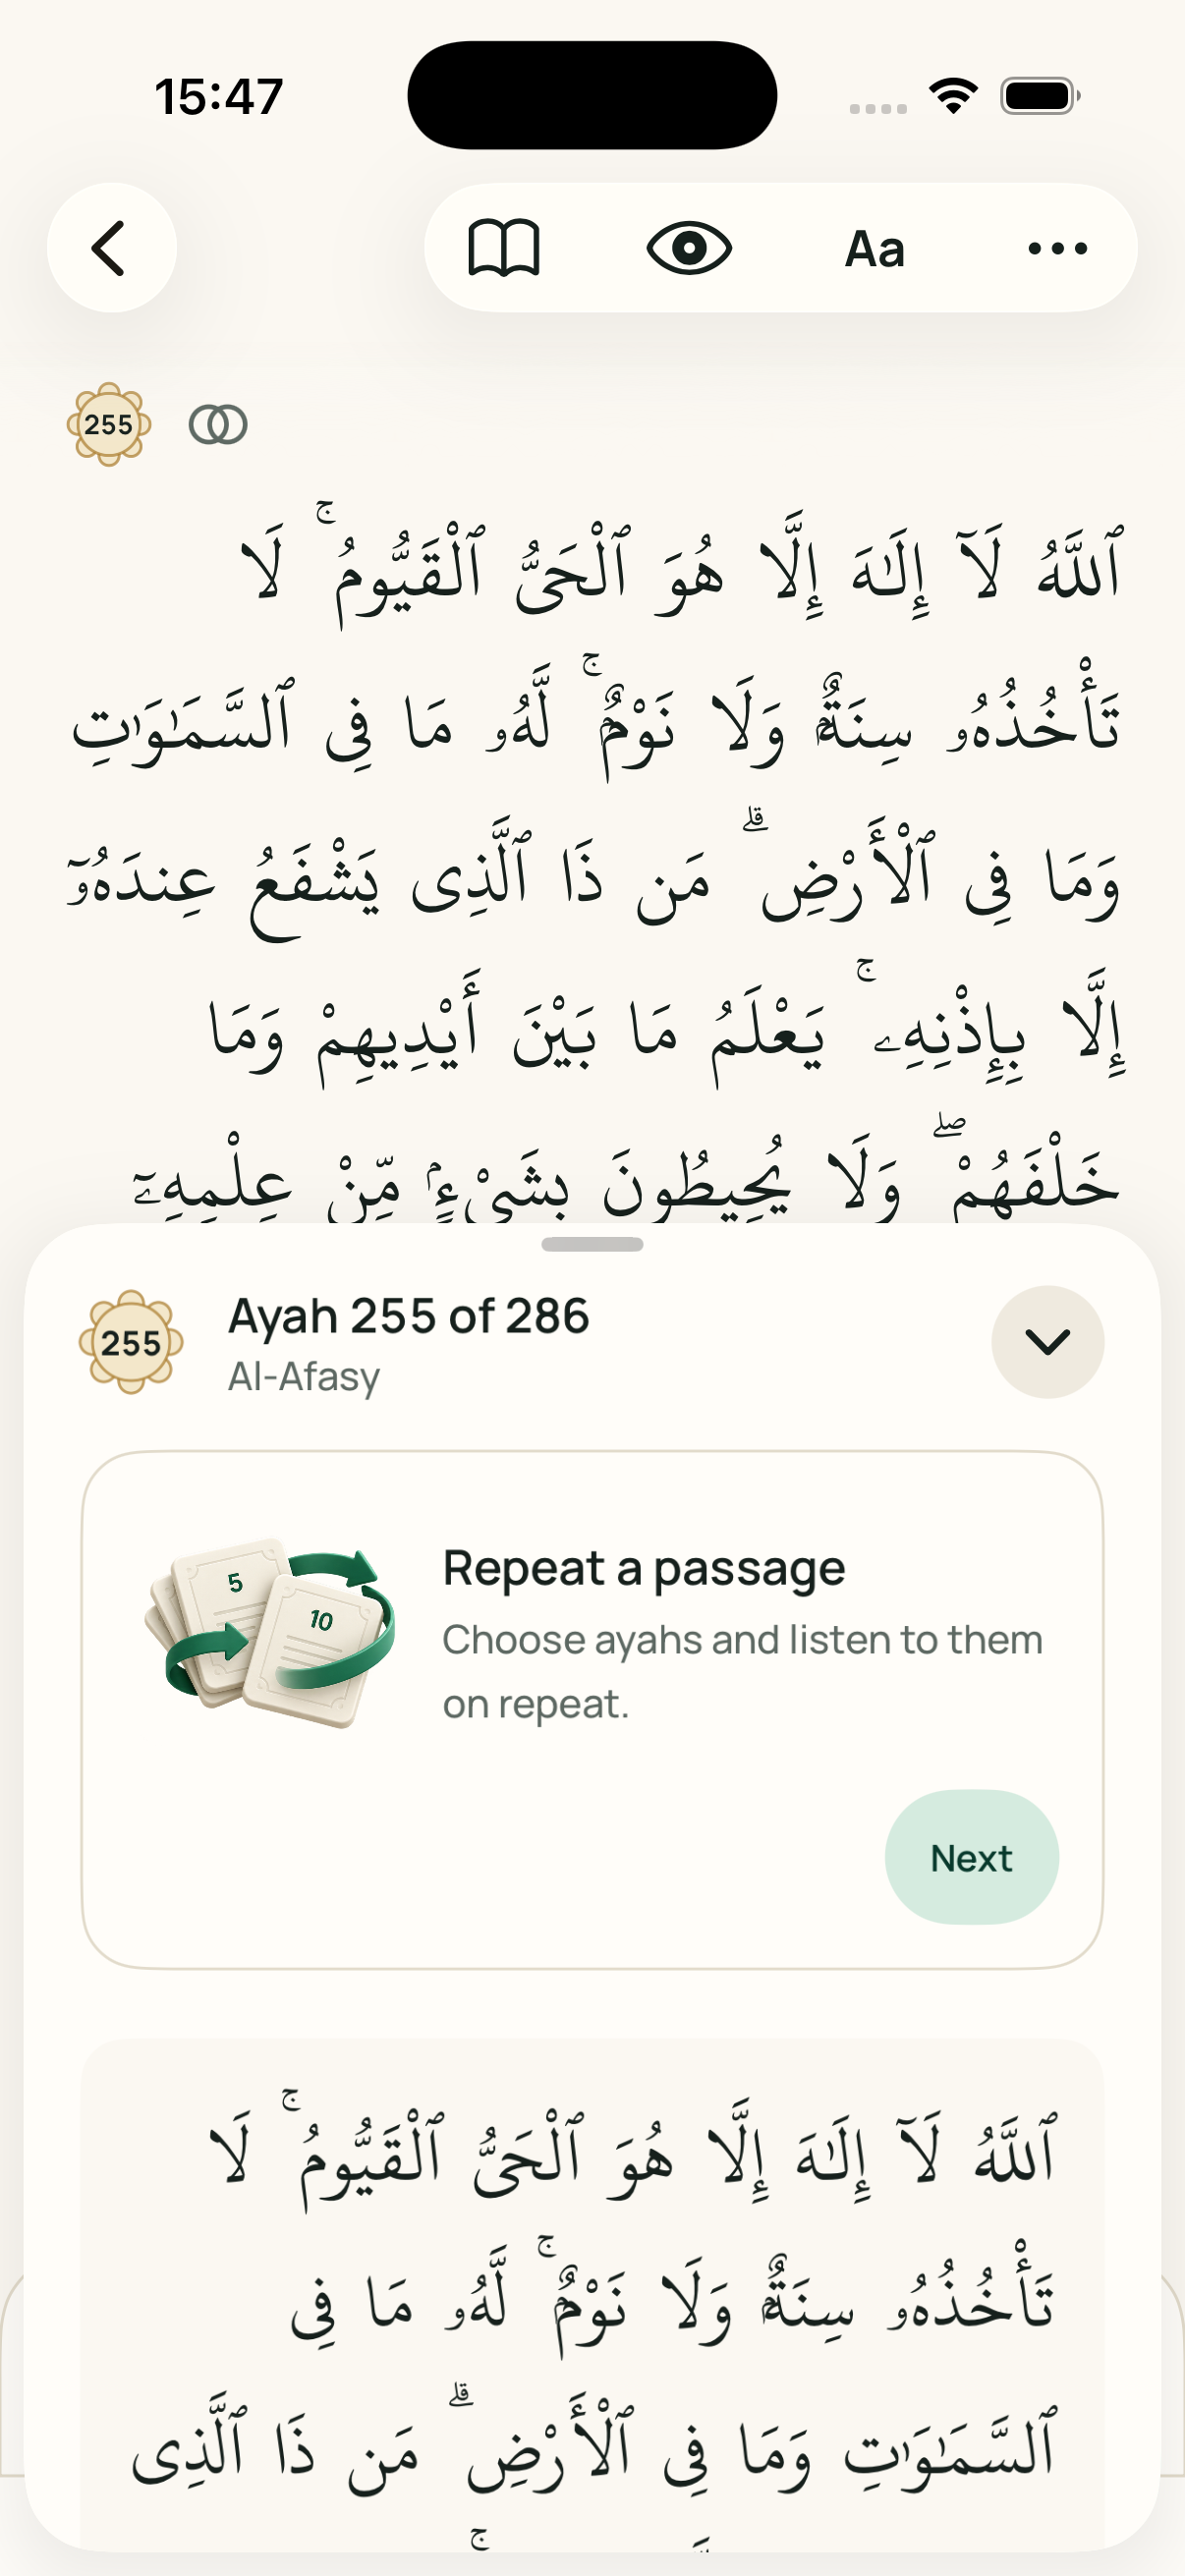 15:47
Aa
255
ٱللَّهُ لَآ إِلَـٰهَ إِلَّا هُوَ ٱلْحَىُّ ٱلْقَيُّومُ ۚ لَا
تَأْخُذُهُۥ سِنَةٌۭ وَلَا نَوْمٌۭ ۚ لَّهُۥ مَا فِى ٱلسَّمَـٰوَٰتِ
وَمَا فِى ٱلْأَرْضِ ۗ مَن ذَا ٱلَّذِى يَشْفَعُ عِندَهُۥٓ
إِلَّا بِإِذْنِهِۦ ۚ يَعْلَمُ مَا بَيْنَ أَيْدِيهِمْ وَمَا
خَلْفَهُمْ ۖ وَلَا يُحِيطُونَ بِشَىْءٍۢ مِّنْ عِلْمِهِۦٓ
255
Ayah 255 of 286
Al-Afasy
5
10
Repeat a passage
Choose ayahs and listen to them
on repeat.
Next
ٱللَّهُ لَآ إِلَـٰهَ إِلَّا هُوَ ٱلْحَىُّ ٱلْقَيُّومُ ۚ لَا
تَأْخُذُهُۥ سِنَةٌۭ وَلَا نَوْمٌۭ ۚ لَّهُۥ مَا فِى
ٱلسَّمَـٰوَٰتِ وَمَا فِى ٱلْأَرْضِ ۗ مَن ذَا ٱلَّذِى